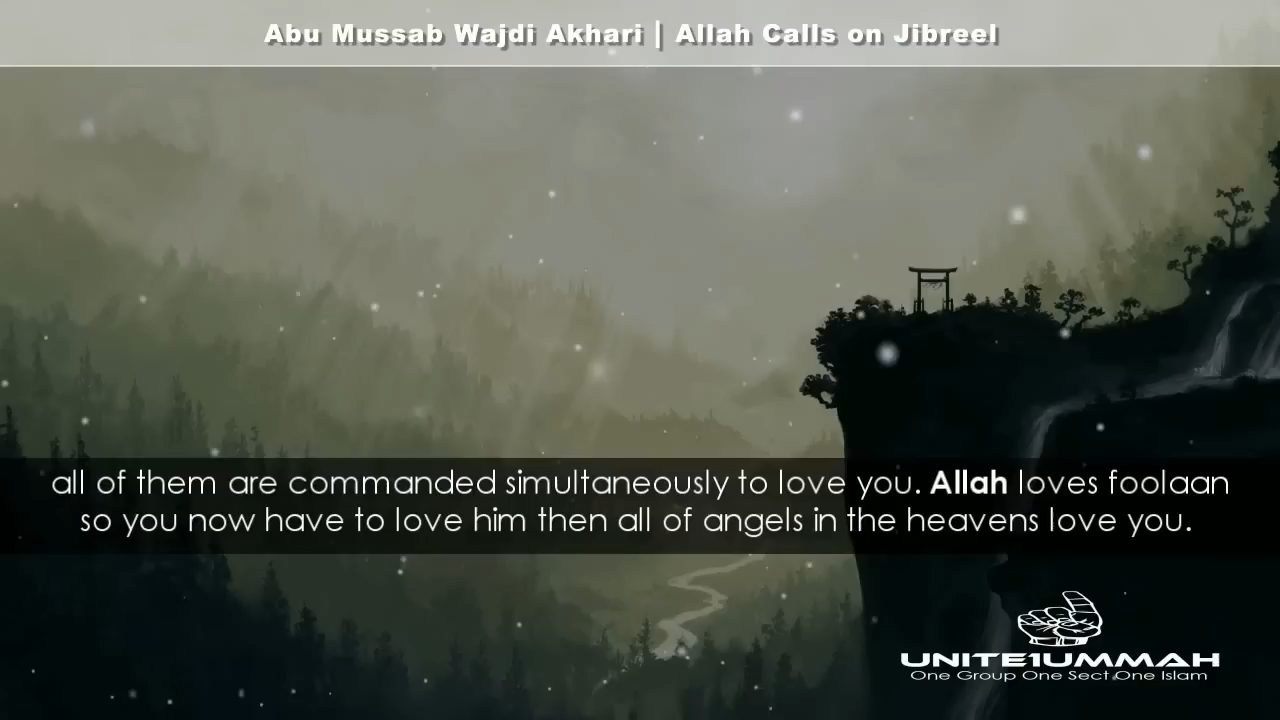 Abu Mussab Wajdi Akhari | Allah Calls on Jibreel
all of them are commanded simultaneously to love you. Allah loves foolaan
so you now have to love him then all of angels in the heavens love you.
UNITE1UMMAH
One Group One Sect One Islam